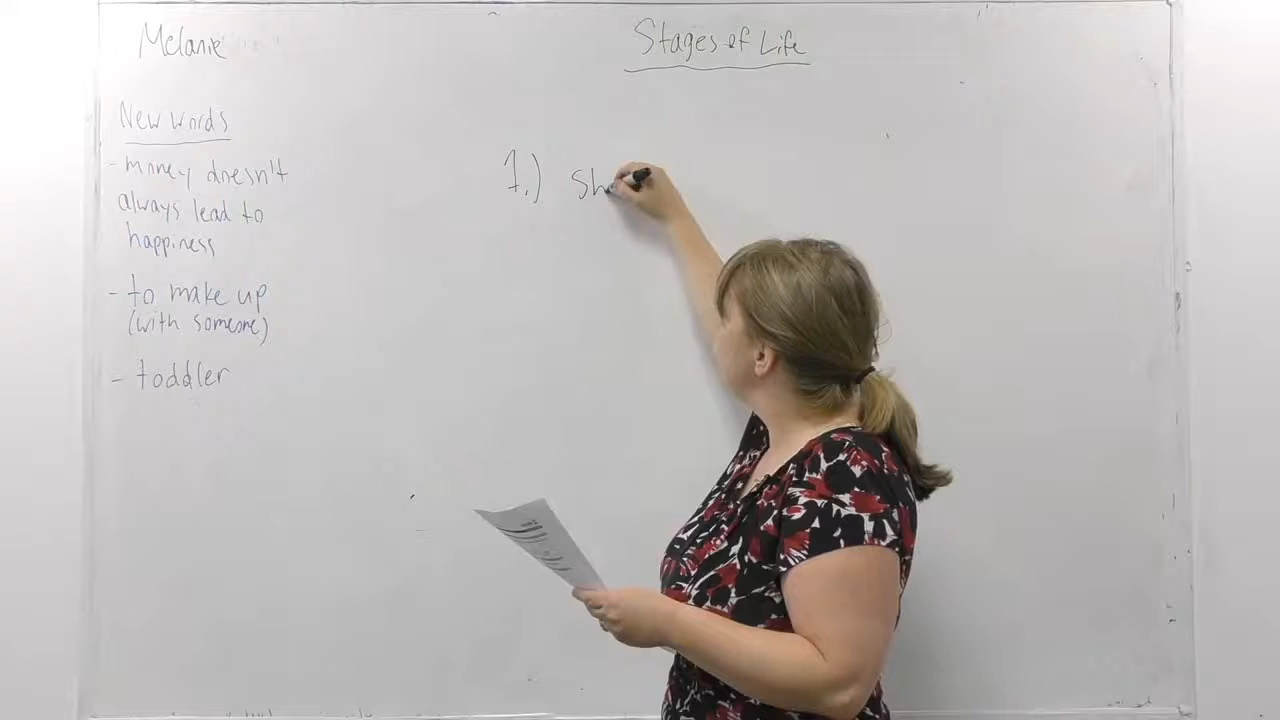 Melanie
Stages of Life
New words
- money doesn't
always lead to
happiness
- to make up
(with someone)
- toddler
1.) Sh